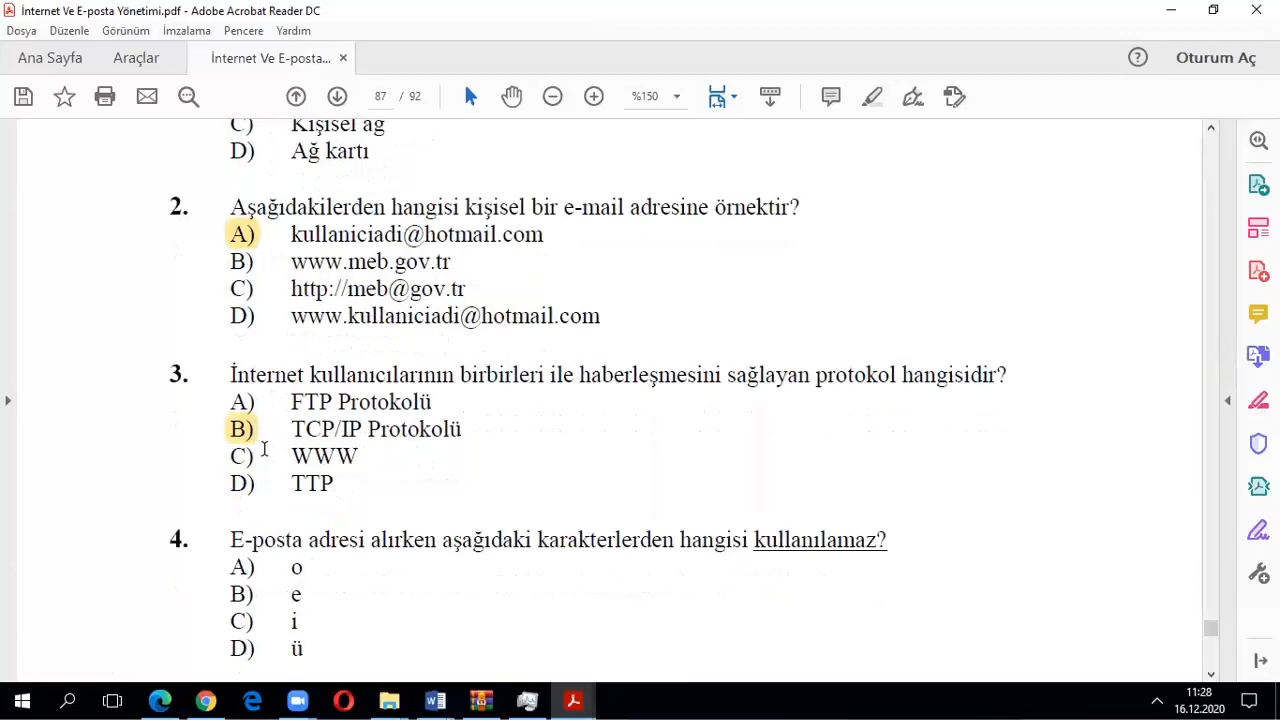 İnternet Ve E-posta Yönetimi.pdf - Adobe Acrobat Reader DC
Dosya Düzenle Görünüm İmzalama Pencere Yardım
Ana Sayfa Araçlar İnternet Ve E-posta... × ? Oturum Aç
87 / 92 %150
C) Kişisel ağ
D) Ağ kartı
2. Aşağıdakilerden hangisi kişisel bir e-mail adresine örnektir?
A) kullaniciadi@hotmail.com
B) www.meb.gov.tr
C) http://meb@gov.tr
D) www.kullaniciadi@hotmail.com
3. İnternet kullanıcılarının birbirleri ile haberleşmesini sağlayan protokol hangisidir?
A) FTP Protokolü
B) TCP/IP Protokolü
C) WWW
D) TTP
4. E-posta adresi alırken aşağıdaki karakterlerden hangisi kullanılamaz?
A) o
B) e
C) i
D) ü
11:28
16.12.2020